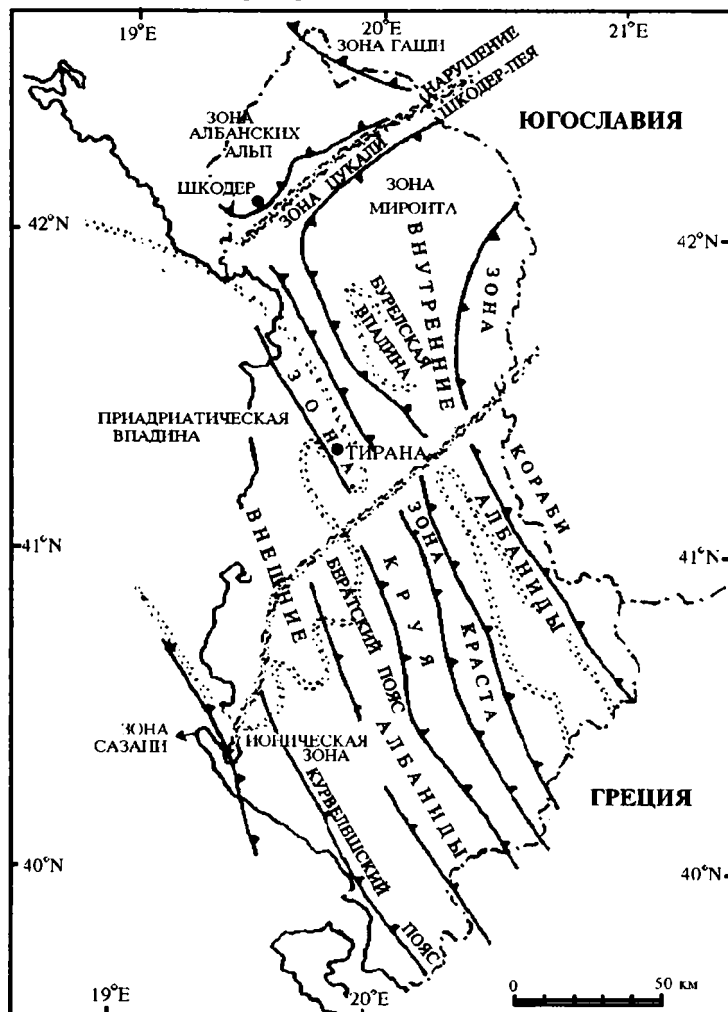 19°E
20°E
21°E
ЗОНА ГАШИ
НАРУШЕНИЕ
ШКОДЕР-ПЕЯ
ЗОНА
АЛБАНСКИХ
АЛЬП
ЮГОСЛАВИЯ
ШКОДЕР
ЗОНА ЦУКАЛИ
ЗОНА
МИРОИТА
42°N
42°N
ВНУТРЕННИЕ
ЗОНА
БУРЕЛСКАЯ
ВПАДИНА
ЗОНА
ПРИАДРИАТИЧЕСКАЯ
ВПАДИНА
ТИРАНА
КОРАБИ
АЛБАНИДЫ
ЗОНА
ВНЕШНИЕ
41°N
41°N
БЕРАТСКИЙ ПОЯС
КРУЯ
КРАСТА
ЗОНА
САЗАНИ
ИОНИЧЕСКАЯ
ЗОНА
АЛБАНИДЫ
КУРВЕЛЕШСКИЙ
ПОЯС
ГРЕЦИЯ
40°N
40°N
0
50 км
19°E
20°E